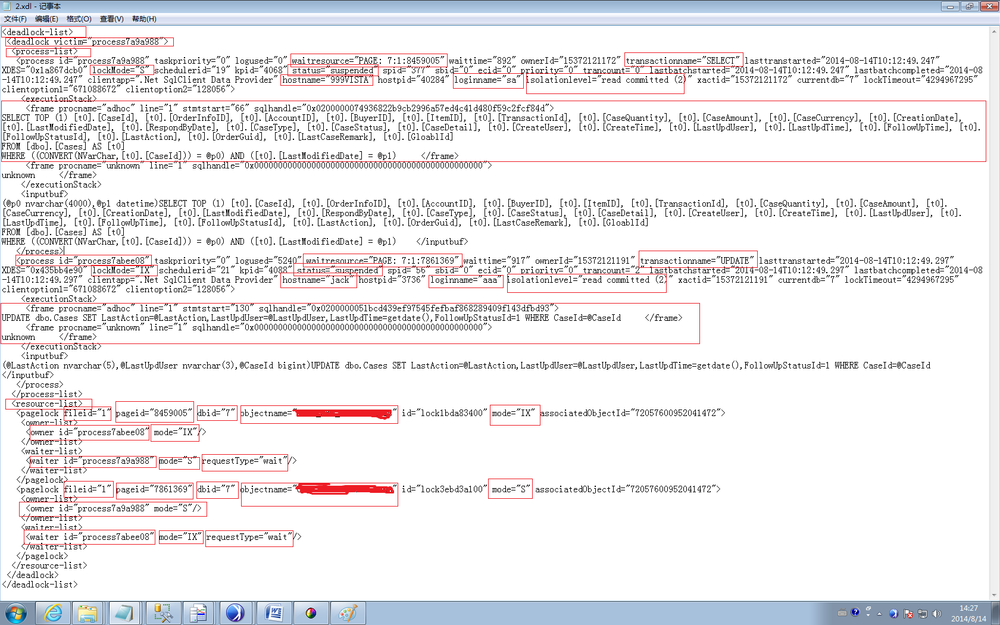 2.xdl - 记事本
文件(F) 编辑(E) 格式(O) 查看(V) 帮助(H)
<deadlock-list>
<deadlock victim="process7a9a988">
<process-list>
<process id="process7a9a988" taskpriority="0" logused="0" waitresource="PAGE: 7:1:8459005" waittime="892" ownerId="15372121172" transactionname="SELECT" lasttranstarted="2014-08-14T10:12:49.247"
XDES="0x1a867dcb0" lockMode="S" schedulerid="19" kpid="4068" status="suspended" spid="377" sbid="0" ecid="0" priority="0" trancount="0" lastbatchstarted="2014-08-14T10:12:49.247" lastbatchcompleted="2014-08
-14T10:12:49.247" clientapp=".Net SqlClient Data Provider" hostname="999VISTA" hostpid="40284" loginname="sa" isolationlevel="read committed (2)" xactid="15372121172" currentdb="7" lockTimeout="4294967295"
clientoption1="671088672" clientoption2="128056">
<executionStack>
<frame procname="adhoc" line="1" stmtstart="66" sqlhandle="0x0200000074936822b9cb2996a57ed4c41d480f59c2fcf84d">
SELECT TOP (1) [t0].[CaseId], [t0].[OrderInfoID], [t0].[AccountID], [t0].[BuyerID], [t0].[ItemID], [t0].[TransactionId], [t0].[CaseQuantity], [t0].[CaseAmount], [t0].[CaseCurrency], [t0].[CreationDate],
[t0].[LastModifiedDate], [t0].[RespondByDate], [t0].[CaseType], [t0].[CaseStatus], [t0].[CaseDetail], [t0].[CreateUser], [t0].[CreateTime], [t0].[LastUpdUser], [t0].[LastUpdTime], [t0].[FollowUpTime], [t0].
[FollowUpStatusId], [t0].[LastAction], [t0].[OrderGuid], [t0].[LastCaseRemark], [t0].[GloablId]
FROM [dbo].[Cases] AS [t0]
WHERE ((CONVERT(NVarChar,[t0].[CaseId])) = @p0) AND ([t0].[LastModifiedDate] = @p1) </frame>
<frame procname="unknown" line="1" sqlhandle="0x000000000000000000000000000000000000000000000000">
unknown </frame>
</executionStack>
<inputbuf>
(@p0 nvarchar(4000),@p1 datetime)SELECT TOP (1) [t0].[CaseId], [t0].[OrderInfoID], [t0].[AccountID], [t0].[BuyerID], [t0].[ItemID], [t0].[TransactionId], [t0].[CaseQuantity], [t0].[CaseAmount], [t0].
[CaseCurrency], [t0].[CreationDate], [t0].[LastModifiedDate], [t0].[RespondByDate], [t0].[CaseType], [t0].[CaseStatus], [t0].[CaseDetail], [t0].[CreateUser], [t0].[CreateTime], [t0].[LastUpdUser], [t0].
[LastUpdTime], [t0].[FollowUpTime], [t0].[FollowUpStatusId], [t0].[LastAction], [t0].[OrderGuid], [t0].[LastCaseRemark], [t0].[GloablId]
FROM [dbo].[Cases] AS [t0]
WHERE ((CONVERT(NVarChar,[t0].[CaseId])) = @p0) AND ([t0].[LastModifiedDate] = @p1) </inputbuf>
</process>
<process id="process7abee08" taskpriority="0" logused="5240" waitresource="PAGE: 7:1:7861369" waittime="917" ownerId="15372121191" transactionname="UPDATE" lasttranstarted="2014-08-14T10:12:49.297"
XDES="0x435bb4e90" lockMode="IX" schedulerid="21" kpid="4088" status="suspended" spid="56" sbid="0" ecid="0" priority="0" trancount="2" lastbatchstarted="2014-08-14T10:12:49.297" lastbatchcompleted="2014-08
-14T10:12:49.297" clientapp=".Net SqlClient Data Provider" hostname="jack" hostpid="3736" loginname="aaa" isolationlevel="read committed (2)" xactid="15372121191" currentdb="7" lockTimeout="4294967295"
clientoption1="671088672" clientoption2="128056">
<executionStack>
<frame procname="adhoc" line="1" stmtstart="130" sqlhandle="0x0200000051bcd439ef97545fefbaf868289409f143dfbd93">
UPDATE dbo.Cases SET LastAction=@LastAction,LastUpdUser=@LastUpdUser,LastUpdTime=getdate(),FollowUpStatusId=1 WHERE CaseId=@CaseId </frame>
<frame procname="unknown" line="1" sqlhandle="0x000000000000000000000000000000000000000000000000">
unknown </frame>
</executionStack>
<inputbuf>
(@LastAction nvarchar(5),@LastUpdUser nvarchar(3),@CaseId bigint)UPDATE dbo.Cases SET LastAction=@LastAction,LastUpdUser=@LastUpdUser,LastUpdTime=getdate(),FollowUpStatusId=1 WHERE CaseId=@CaseId
</inputbuf>
</process>
</process-list>
<resource-list>
<pagelock fileid="1" pageid="8459005" dbid="7" objectname=" " id="lock1bda83400" mode="IX" associatedObjectId="72057600952041472">
<owner-list>
<owner id="process7abee08" mode="IX"/>
</owner-list>
<waiter-list>
<waiter id="process7a9a988" mode="S" requestType="wait"/>
</waiter-list>
</pagelock>
<pagelock fileid="1" pageid="7861369" dbid="7" objectname=" " id="lock3ebd3a100" mode="S" associatedObjectId="72057600952041472">
<owner-list>
<owner id="process7a9a988" mode="S"/>
</owner-list>
<waiter-list>
<waiter id="process7abee08" mode="IX" requestType="wait"/>
</waiter-list>
</pagelock>
</resource-list>
</deadlock>
</deadlock-list>
14:27
2014/8/14